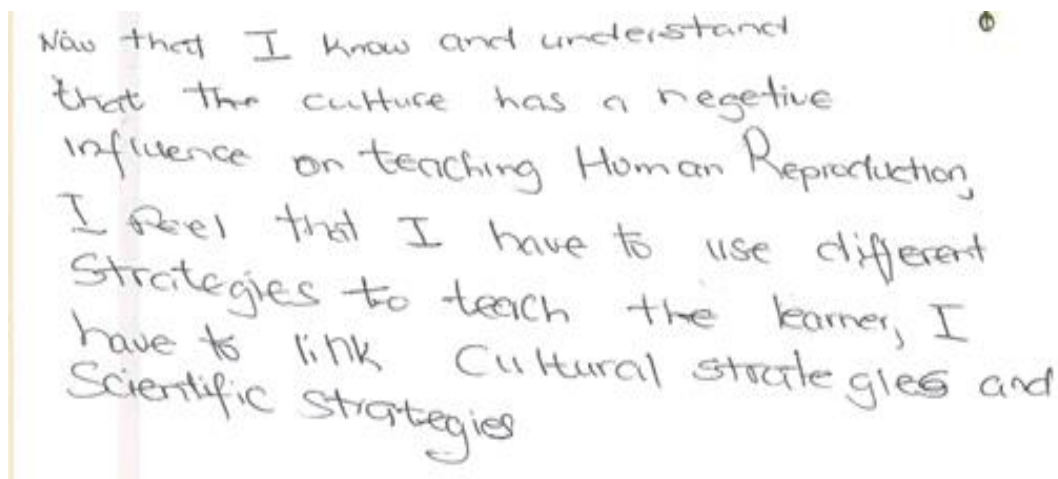 Now that I know and understand
that the culture has a negetive
influence on teaching Human Reproduction,
I feel that I have to use different
Strategies to teach the learner, I
have to link Cultural strategies and
Scientific Strategies